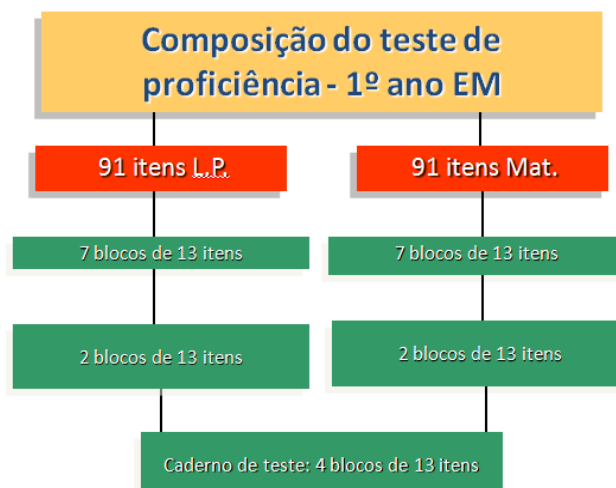 Composição do teste de
proficiência - 1º ano EM
91 itens L.P.
91 itens Mat.
7 blocos de 13 itens
7 blocos de 13 itens
2 blocos de 13 itens
2 blocos de 13 itens
Caderno de teste: 4 blocos de 13 itens